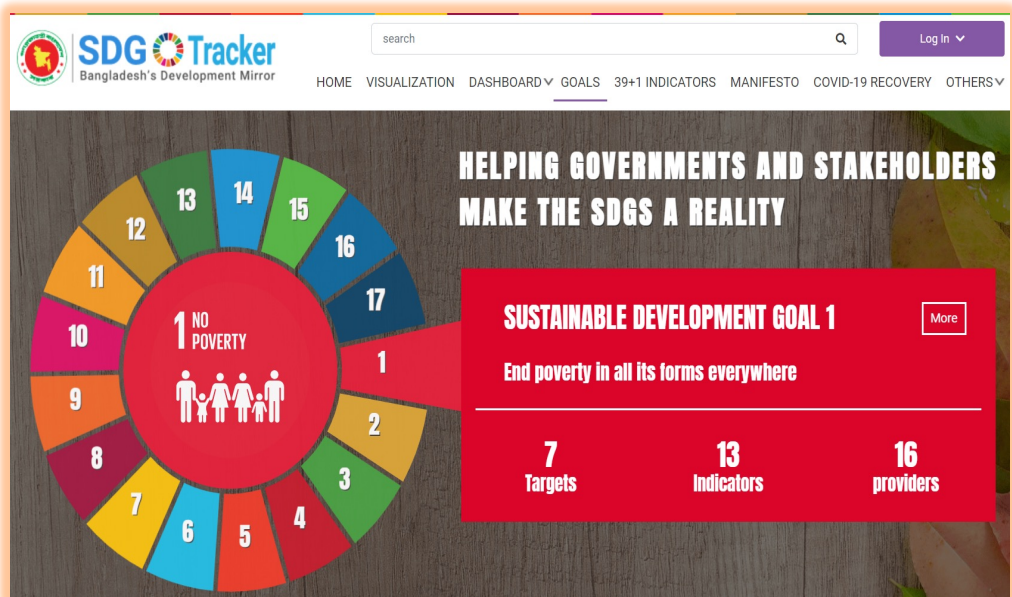 search
Log In
SDG Tracker
Bangladesh's Development Mirror
HOME VISUALIZATION DASHBOARD GOALS 39+1 INDICATORS MANIFESTO COVID-19 RECOVERY OTHERS
HELPING GOVERNMENTS AND STAKEHOLDERS
MAKE THE SDGS A REALITY
1 NO
POVERTY
1
2
3
4
5
6
7
8
9
10
11
12
13
14
15
16
17
SUSTAINABLE DEVELOPMENT GOAL 1
More
End poverty in all its forms everywhere
7 13 16
Targets Indicators providers